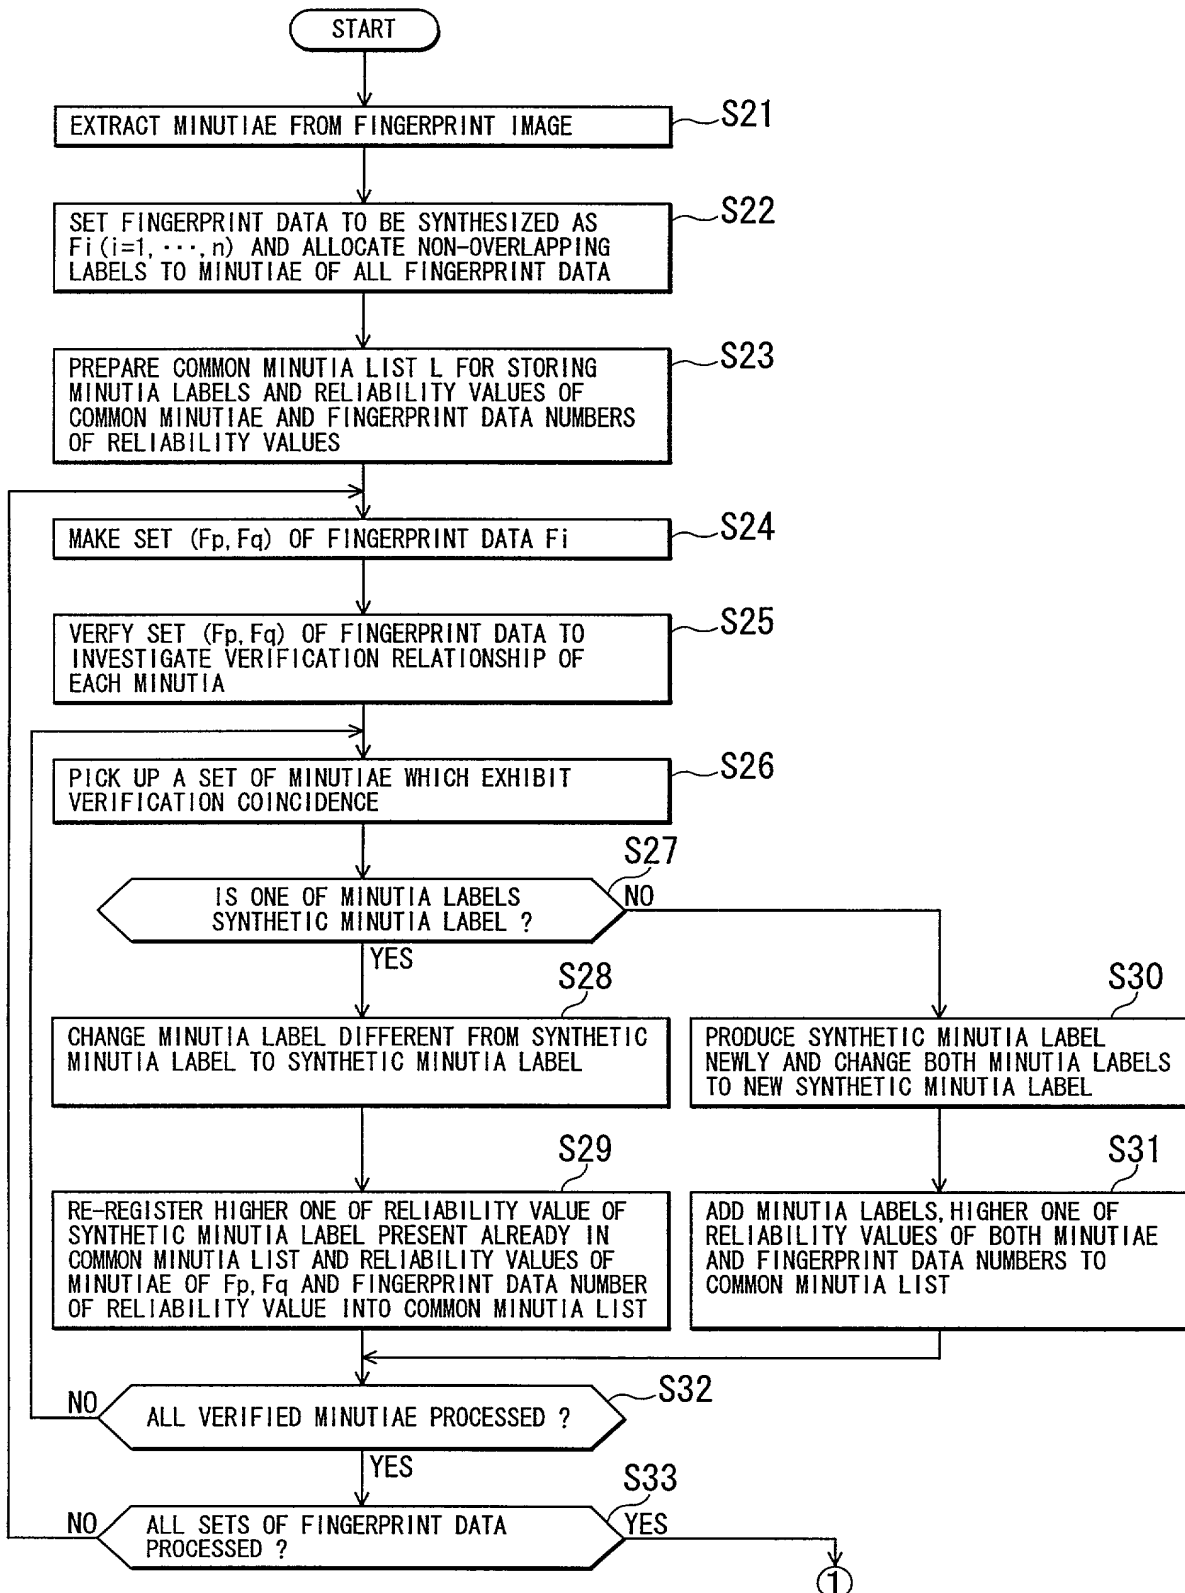 START
EXTRACT MINUTIAE FROM FINGERPRINT IMAGE
S21
SET FINGERPRINT DATA TO BE SYNTHESIZED AS
Fi(i=1, ···, n) AND ALLOCATE NON-OVERLAPPING
LABELS TO MINUTIAE OF ALL FINGERPRINT DATA
S22
PREPARE COMMON MINUTIA LIST L FOR STORING
MINUTIA LABELS AND RELIABILITY VALUES OF
COMMON MINUTIAE AND FINGERPRINT DATA NUMBERS
OF RELIABILITY VALUES
S23
MAKE SET (Fp, Fq) OF FINGERPRINT DATA Fi
S24
VERFY SET (Fp, Fq) OF FINGERPRINT DATA TO
INVESTIGATE VERIFICATION RELATIONSHIP OF
EACH MINUTIA
S25
PICK UP A SET OF MINUTIAE WHICH EXHIBIT
VERIFICATION COINCIDENCE
S26
S27
IS ONE OF MINUTIA LABELS
SYNTHETIC MINUTIA LABEL ?
NO
YES
S28
CHANGE MINUTIA LABEL DIFFERENT FROM SYNTHETIC
MINUTIA LABEL TO SYNTHETIC MINUTIA LABEL
S30
PRODUCE SYNTHETIC MINUTIA LABEL
NEWLY AND CHANGE BOTH MINUTIA LABELS
TO NEW SYNTHETIC MINUTIA LABEL
S29
RE-REGISTER HIGHER ONE OF RELIABILITY VALUE OF
SYNTHETIC MINUTIA LABEL PRESENT ALREADY IN
COMMON MINUTIA LIST AND RELIABILITY VALUES OF
MINUTIAE OF Fp, Fq AND FINGERPRINT DATA NUMBER
OF RELIABILITY VALUE INTO COMMON MINUTIA LIST
S31
ADD MINUTIA LABELS, HIGHER ONE OF
RELIABILITY VALUES OF BOTH MINUTIAE
AND FINGERPRINT DATA NUMBERS TO
COMMON MINUTIA LIST
S32
NO
ALL VERIFIED MINUTIAE PROCESSED ?
YES
S33
NO
ALL SETS OF FINGERPRINT DATA
PROCESSED ?
YES
1